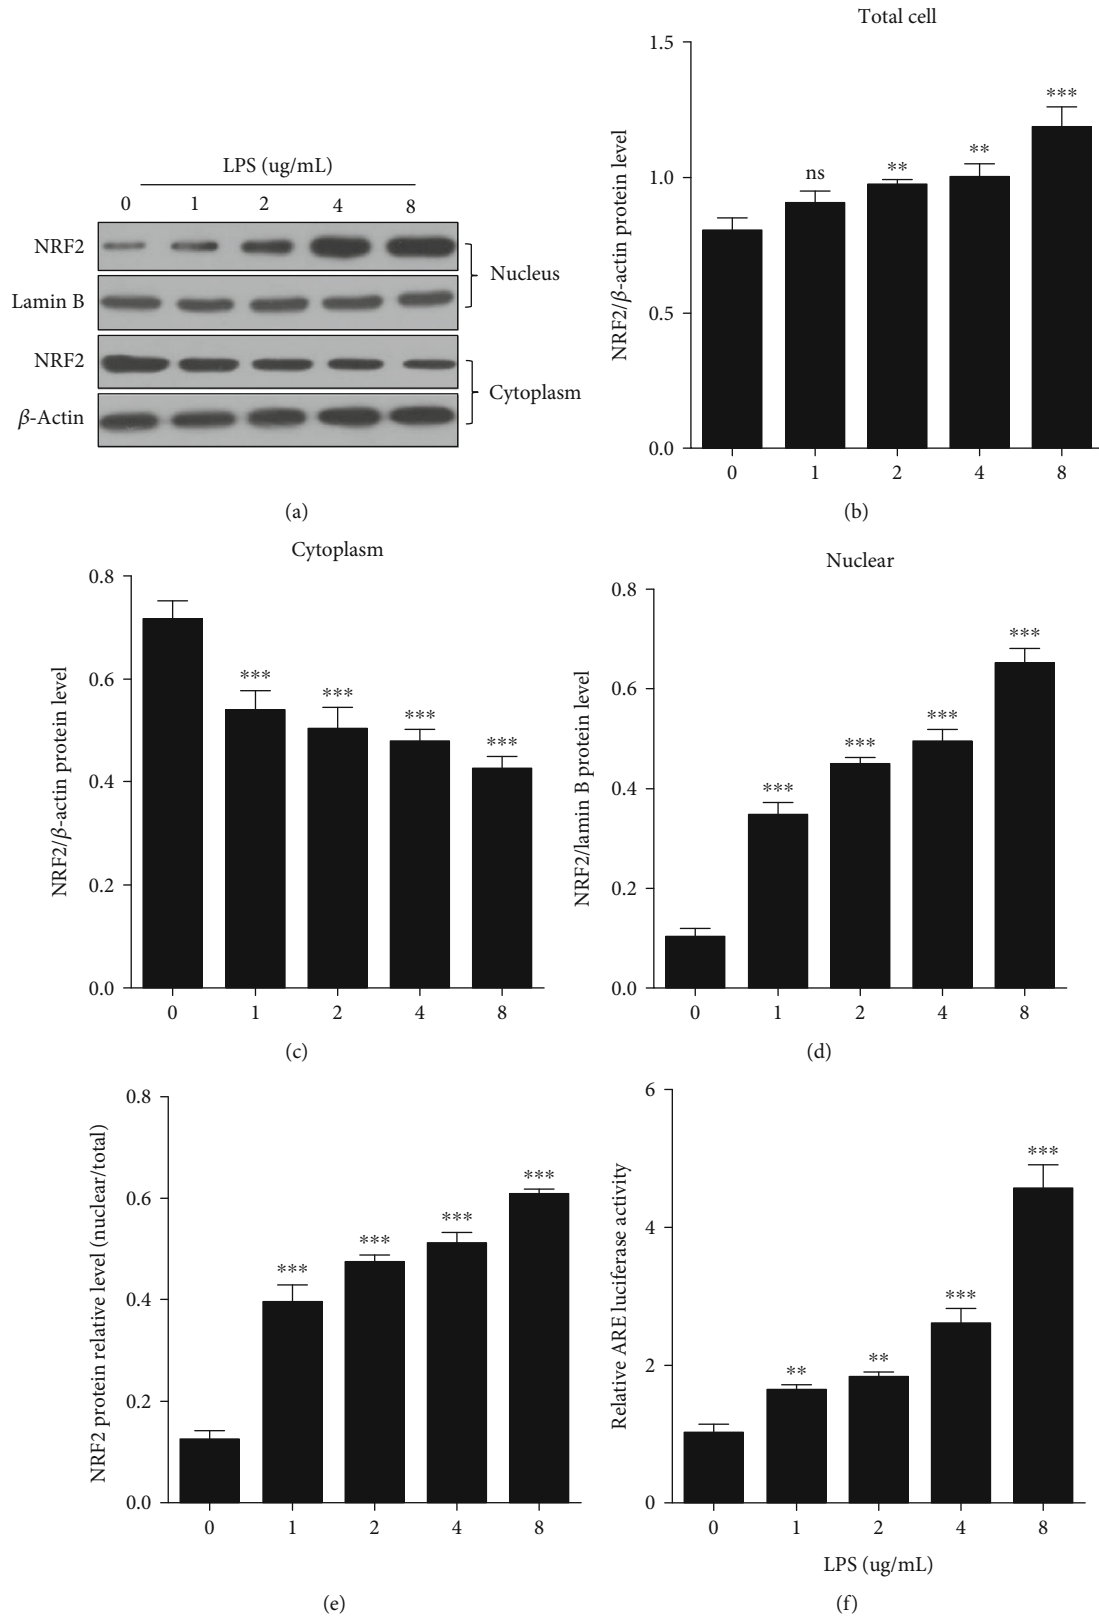 LPS (ug/mL)
0 1 2 4 8
NRF2
Lamin B
Nucleus
NRF2
β-Actin
Cytoplasm
(a)
Total cell
NRF2/β-actin protein level
1.5
1.0
0.5
0.0
ns
**
**
***
0 1 2 4 8
(b)
Cytoplasm
NRF2/β-actin protein level
0.8
0.6
0.4
0.2
0.0
***
***
***
***
0 1 2 4 8
(c)
Nuclear
NRF2/lamin B protein level
0.8
0.6
0.4
0.2
0.0
***
***
***
***
0 1 2 4 8
(d)
NRF2 protein relative level (nuclear/total)
0.8
0.6
0.4
0.2
0.0
***
***
***
***
0 1 2 4 8
(e)
Relative ARE luciferase activity
6
4
2
0
**
**
***
***
0 1 2 4 8
LPS (ug/mL)
(f)